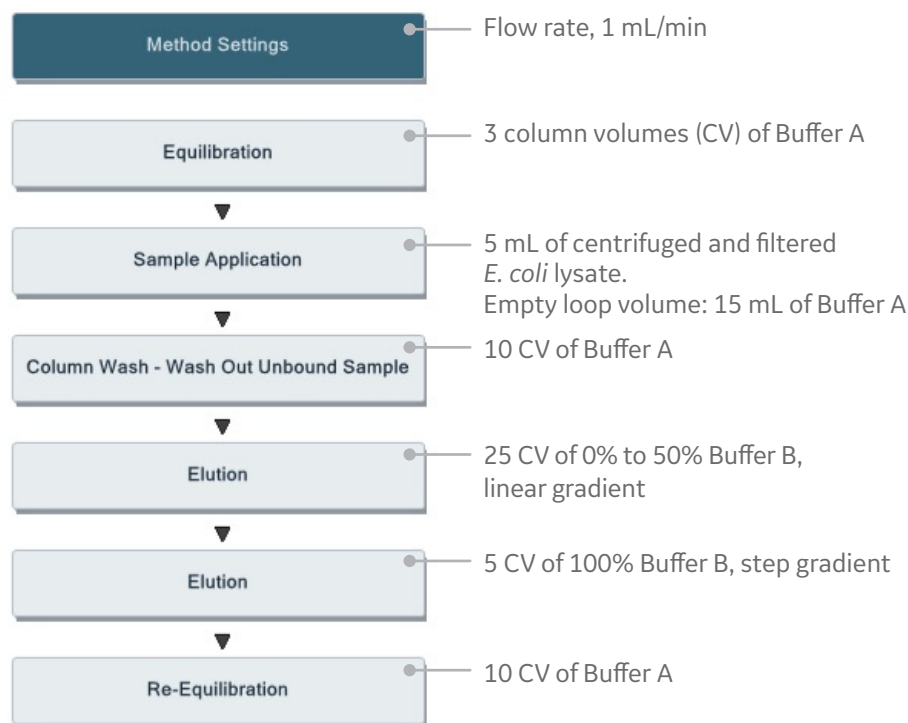 Method Settings
Flow rate, 1 mL/min
Equilibration
3 column volumes (CV) of Buffer A
Sample Application
5 mL of centrifuged and filtered
E. coli lysate.
Empty loop volume: 15 mL of Buffer A
Column Wash - Wash Out Unbound Sample
10 CV of Buffer A
Elution
25 CV of 0% to 50% Buffer B,
linear gradient
Elution
5 CV of 100% Buffer B, step gradient
Re-Equilibration
10 CV of Buffer A